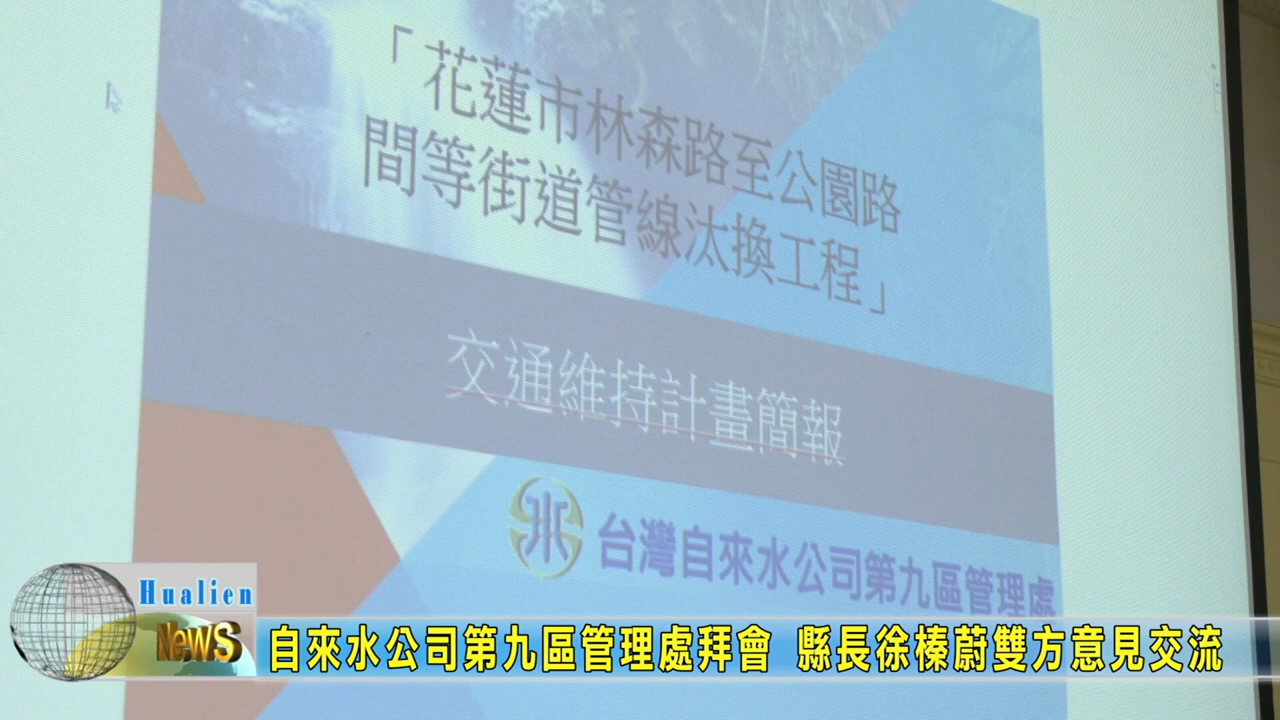 「花蓮市林森路至公園路
間等街道管線汰換工程」
交通維持計畫簡報
台灣自來水公司第九區管理處
Hualien
NewS
自來水公司第九區管理處拜會 縣長徐榛蔚雙方意見交流